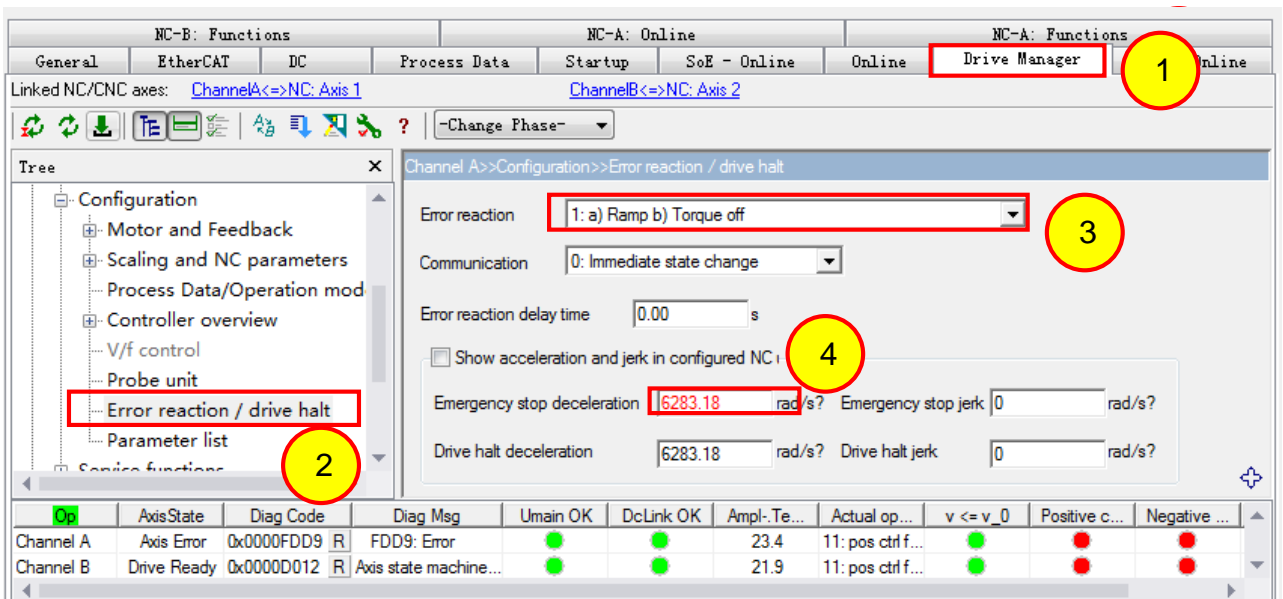 NC-B: Functions NC-A: Online NC-A: Functions
General EtherCAT DC Process Data Startup SoE - Online Online Drive Manager 1 nline
Linked NC/CNC axes: ChannelA<=>NC: Axis 1 ChannelB<=>NC: Axis 2
? -Change Phase-
Tree x
Channel A>>Configuration>>Error reaction / drive halt
Configuration
Motor and Feedback
Scaling and NC parameters
Process Data/Operation mod
Controller overview
V/f control
Probe unit
Error reaction / drive halt
Parameter list
Service functions
2
Error reaction 1: a) Ramp b) Torque off
3
Communication 0: Immediate state change
Error reaction delay time 0.00 s
Show acceleration and jerk in configured NC
4
Emergency stop deceleration 6283.18 rad/s? Emergency stop jerk 0 rad/s?
Drive halt deceleration 6283.18 rad/s? Drive halt jerk 0 rad/s?
Op AxisState Diag Code Diag Msg Umain OK DcLink OK Ampl-.Te... Actual op... v <= v_0 Positive c... Negative ...
Channel A Axis Error 0x0000FDD9 R FDD9: Error 23.4 11: pos ctrl f...
Channel B Drive Ready 0x0000D012 R Axis state machine... 21.9 11: pos ctrl f...